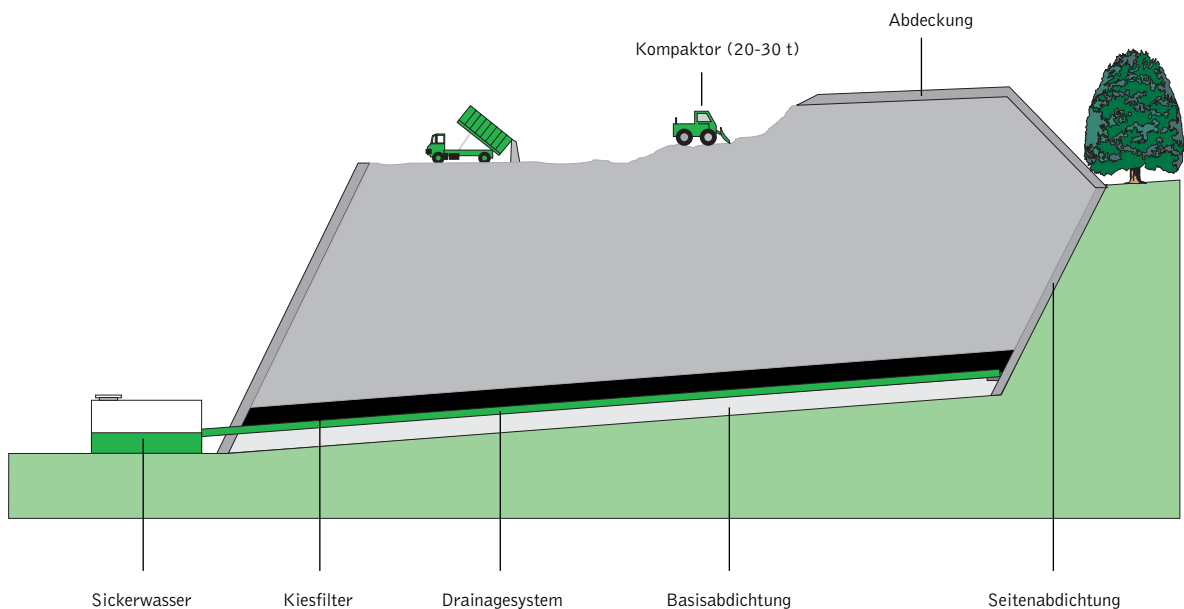 Abdeckung
Kompaktor (20-30 t)
Sickerwasser
Kiesfilter
Drainagesystem
Basisabdichtung
Seitenabdichtung